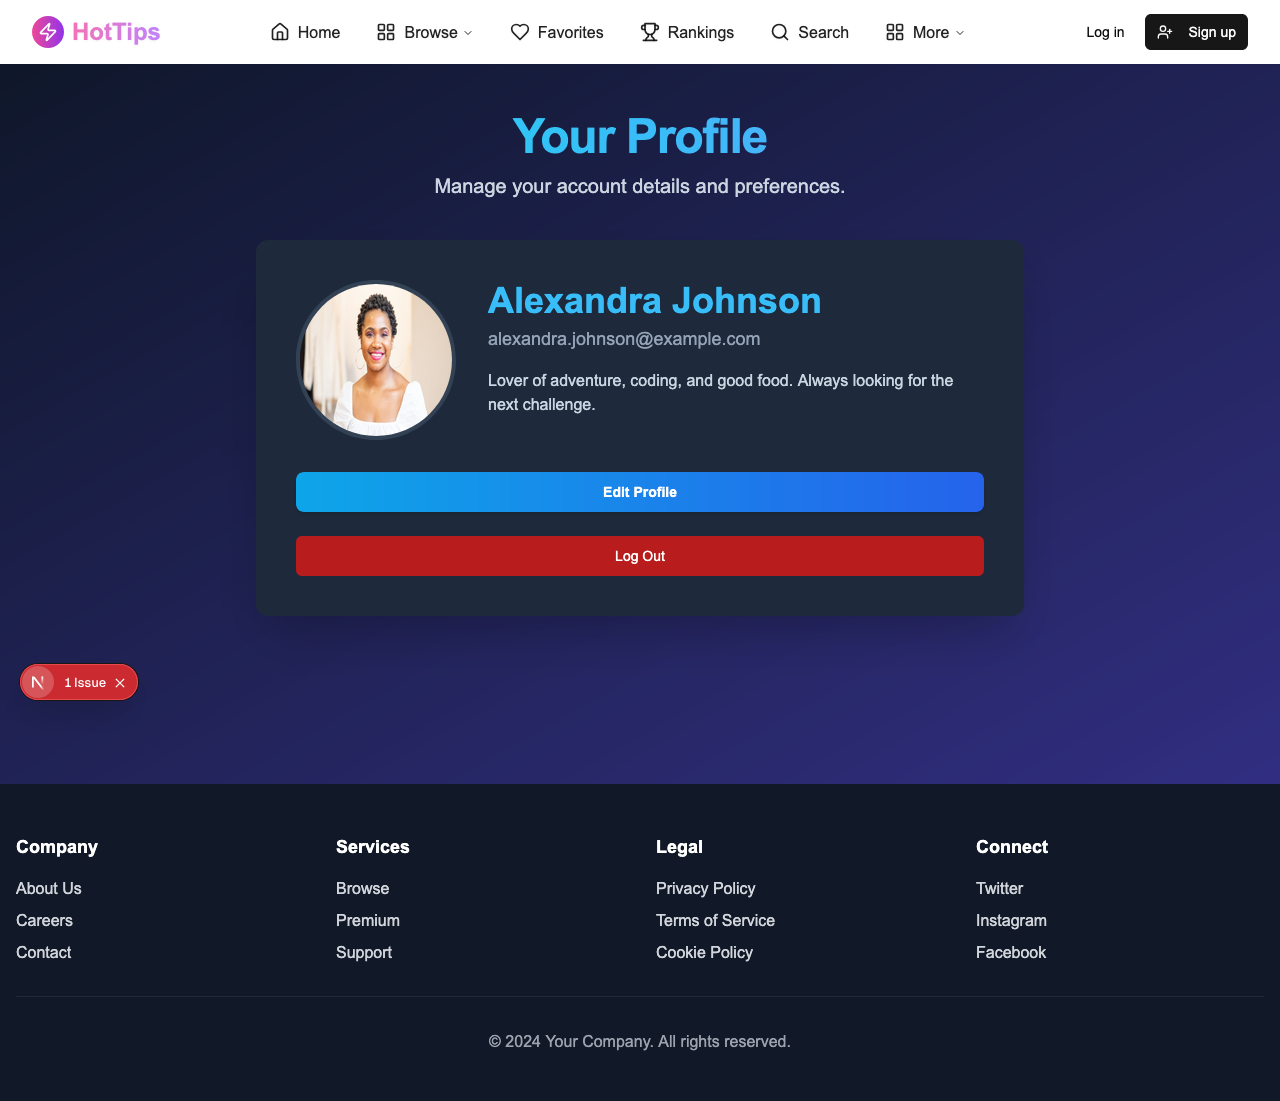 HotTips
Home
Browse
Favorites
Rankings
Search
More
Log in
Sign up
Your Profile
Manage your account details and preferences.
Alexandra Johnson
alexandra.johnson@example.com
Lover of adventure, coding, and good food. Always looking for the
next challenge.
Edit Profile
Log Out
N
1 Issue
Company
About Us
Careers
Contact
Services
Browse
Premium
Support
Legal
Privacy Policy
Terms of Service
Cookie Policy
Connect
Twitter
Instagram
Facebook
© 2024 Your Company. All rights reserved.